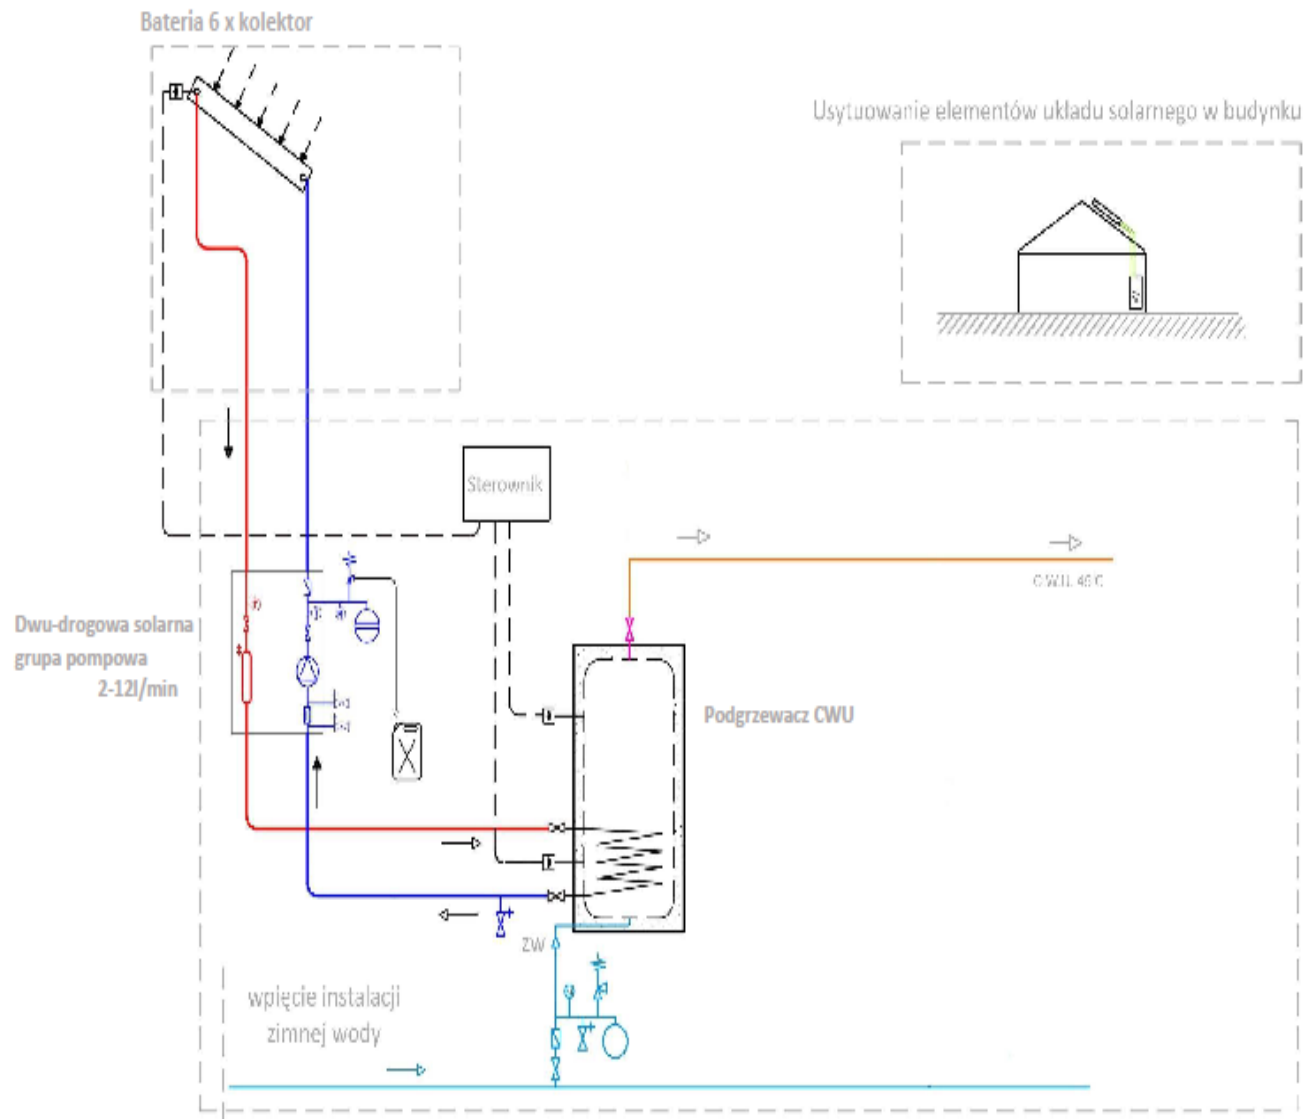 Bateria 6 x kolektor
Usytuowanie elementów układu solarnego w budynku
Sterownik
C.W.U. 45°C
Dwu-drogowa solarna
grupa pompowa
2-12l/min
Podgrzewacz CWU
ZW
wpięcie instalacji
zimnej wody